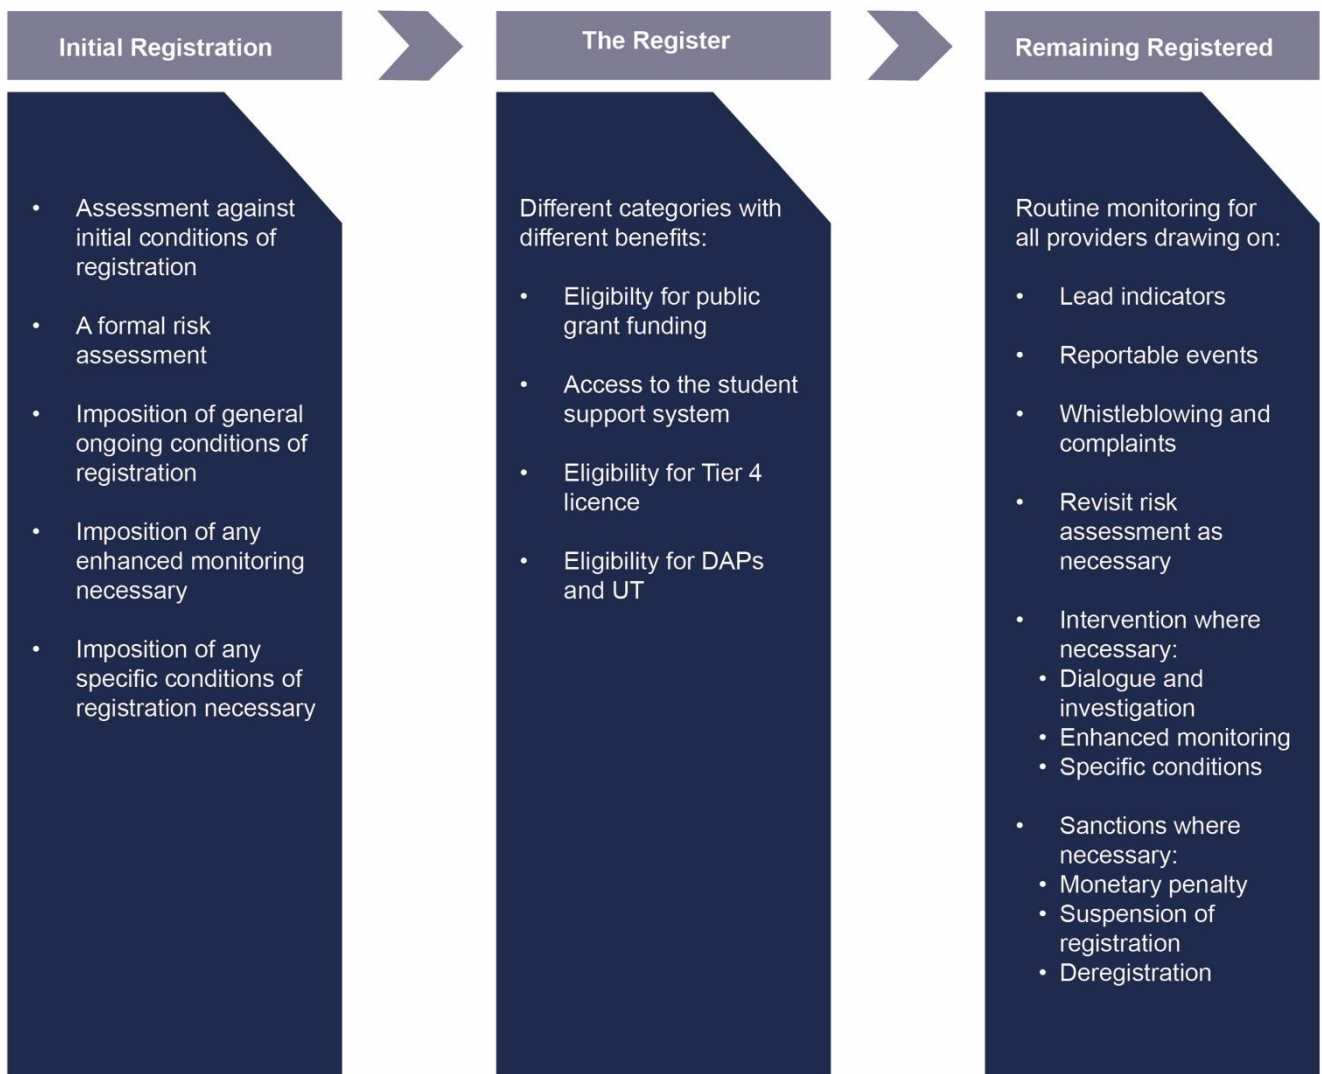 Initial Registration
• Assessment against
initial conditions of
registration
• A formal risk
assessment
• Imposition of general
ongoing conditions of
registration
• Imposition of any
enhanced monitoring
necessary
• Imposition of any
specific conditions of
registration necessary
The Register
Different categories with
different benefits:
• Eligibilty for public
grant funding
• Access to the student
support system
• Eligibility for Tier 4
licence
• Eligibility for DAPs
and UT
Remaining Registered
Routine monitoring for
all providers drawing on:
• Lead indicators
• Reportable events
• Whistleblowing and
complaints
• Revisit risk
assessment as
necessary
• Intervention where
necessary:
• Dialogue and
investigation
• Enhanced monitoring
• Specific conditions
• Sanctions where
necessary:
• Monetary penalty
• Suspension of
registration
• Deregistration